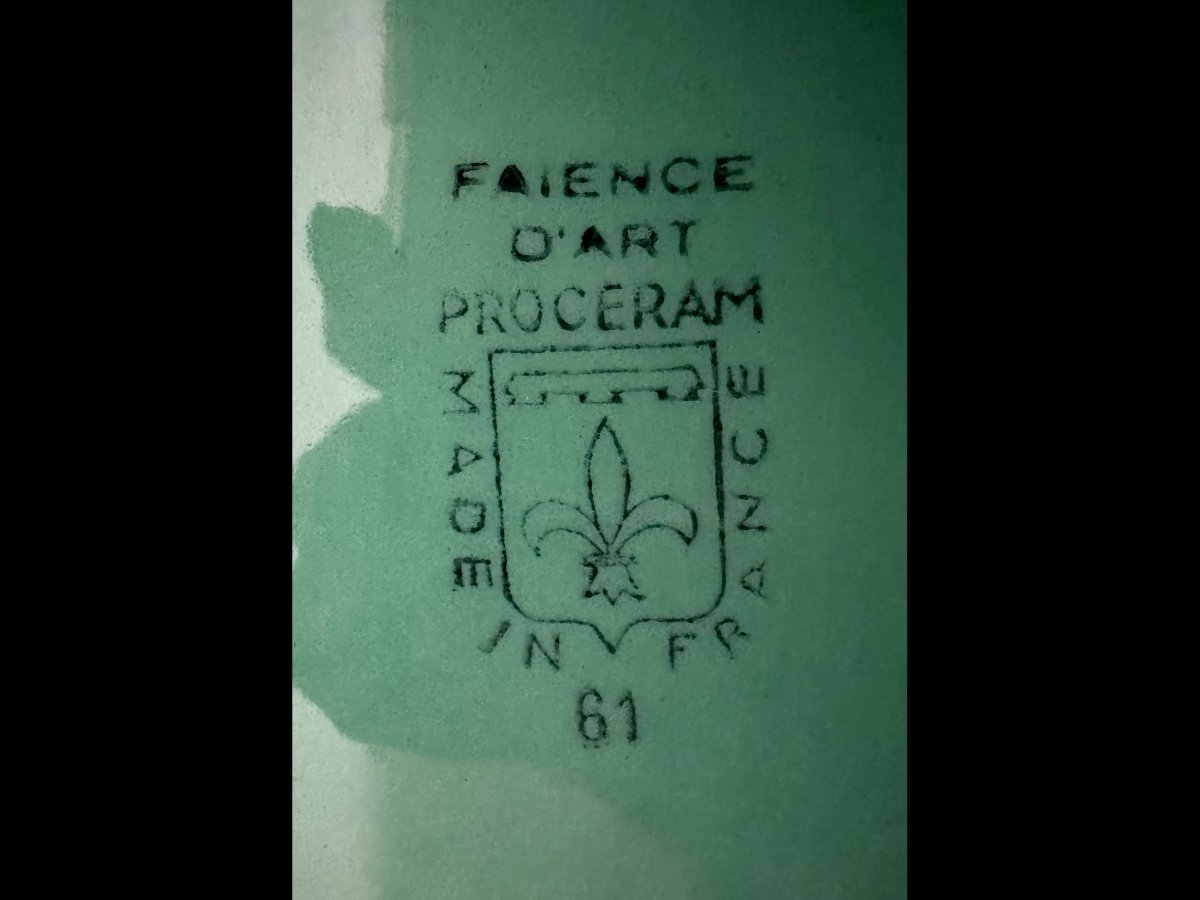 FAIENCE
D'ART
PROCERAM
MADE IN FRANCE
61